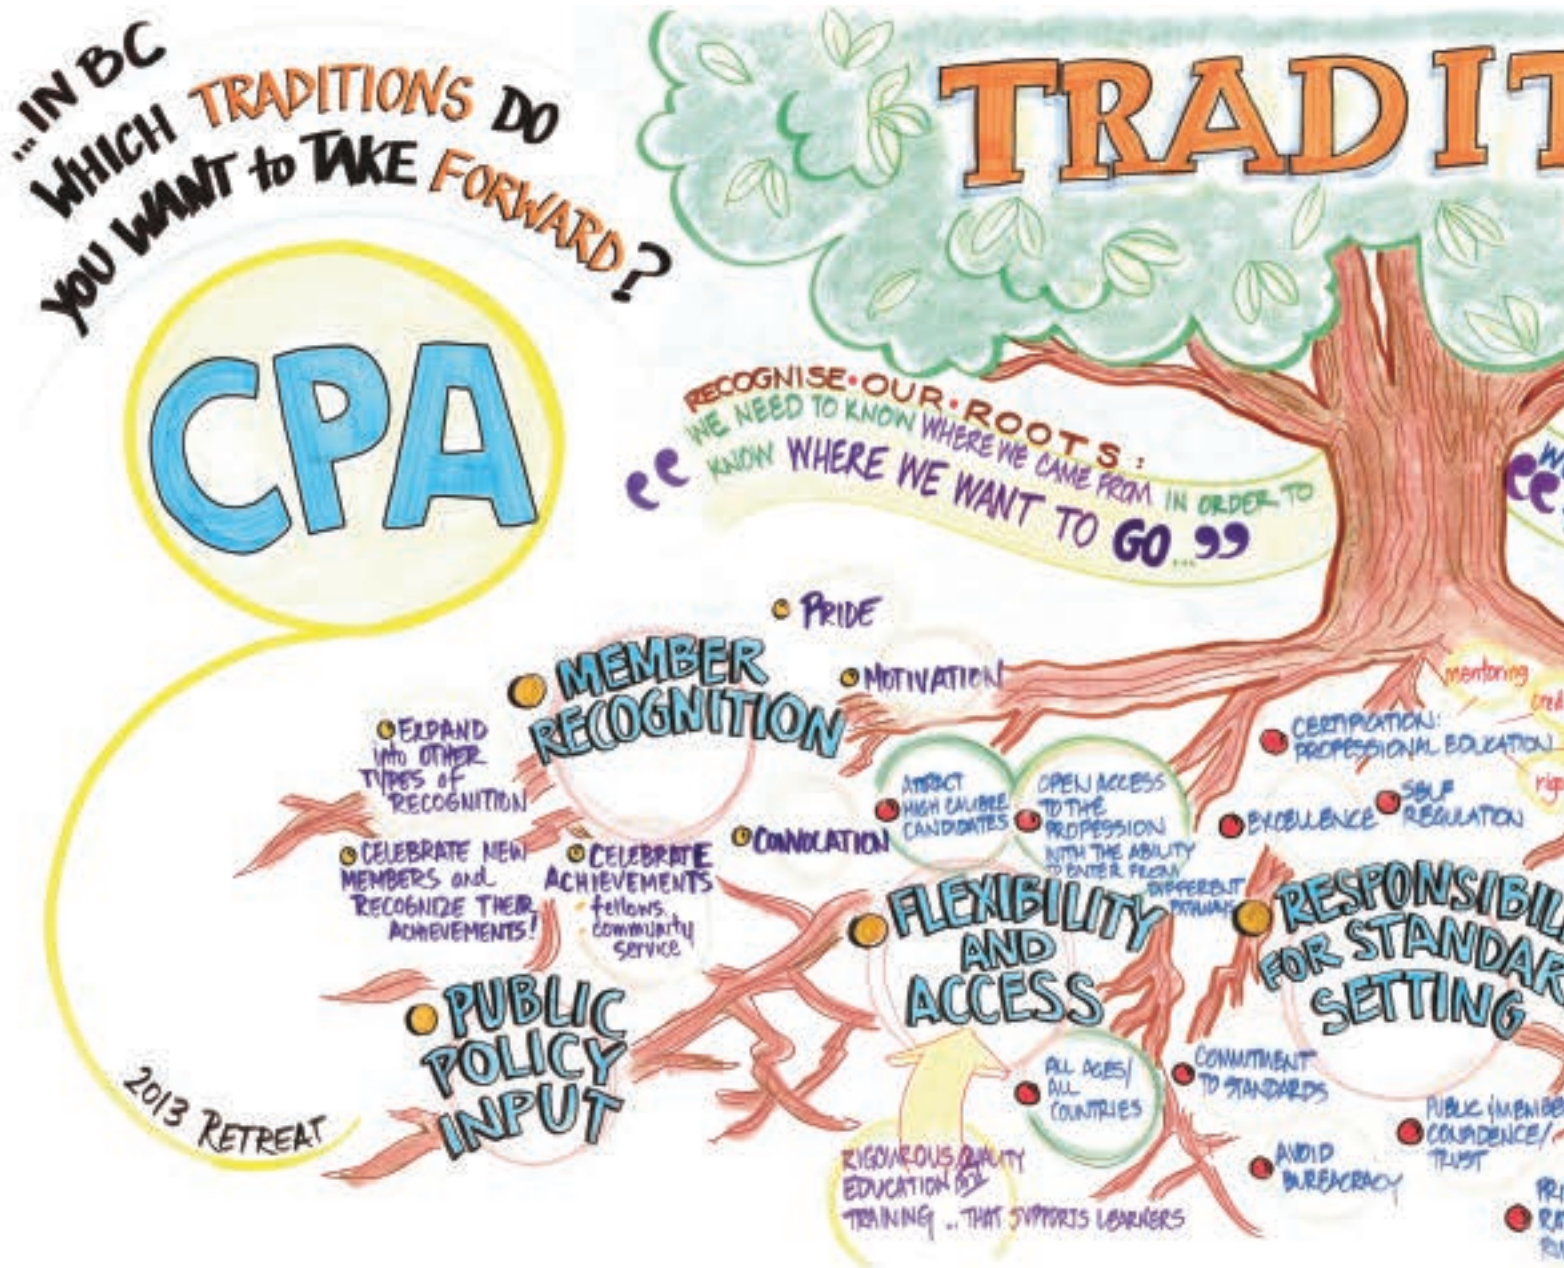 ...IN BC
WHICH TRADITIONS DO
YOU WANT to TAKE FORWARD?
CPA
TRADIT
RECOGNISE • OUR • ROOTS:
“ WE NEED TO KNOW WHERE WE CAME FROM IN ORDER TO
KNOW WHERE WE WANT TO GO... ”
PRIDE
MEMBER
RECOGNITION
MOTIVATION
EXPAND
into OTHER
TYPES of
RECOGNITION
CELEBRATE NEW
MEMBERS and
RECOGNIZE THEIR
ACHIEVEMENTS!
CELEBRATE
ACHIEVEMENTS
fellows
community
service
CONVOCATION
ATTRACT
HIGH CALIBRE
CANDIDATES
OPEN ACCESS
TO THE
PROFESSION
WITH THE ABILITY
TO ENTER FROM
DIFFERENT
PATHWAYS
FLEXIBILITY
AND
ACCESS
ALL AGES/
ALL
COUNTRIES
RIGOUROUS/QUALITY
EDUCATION
TRAINING ... THAT SUPPORTS LEARNERS
PUBLIC
POLICY
INPUT
2013 RETREAT
mentoring
CERTIFICATION:
PROFESSIONAL EDUCATION
EXCELLENCE
SELF
REGULATION
RESPONSIBIL
FOR STANDAR
SETTING
COMMITMENT
TO STANDARDS
PUBLIC/MEMBE
CONFIDENCE/
TRUST
AVOID
BUREACRACY